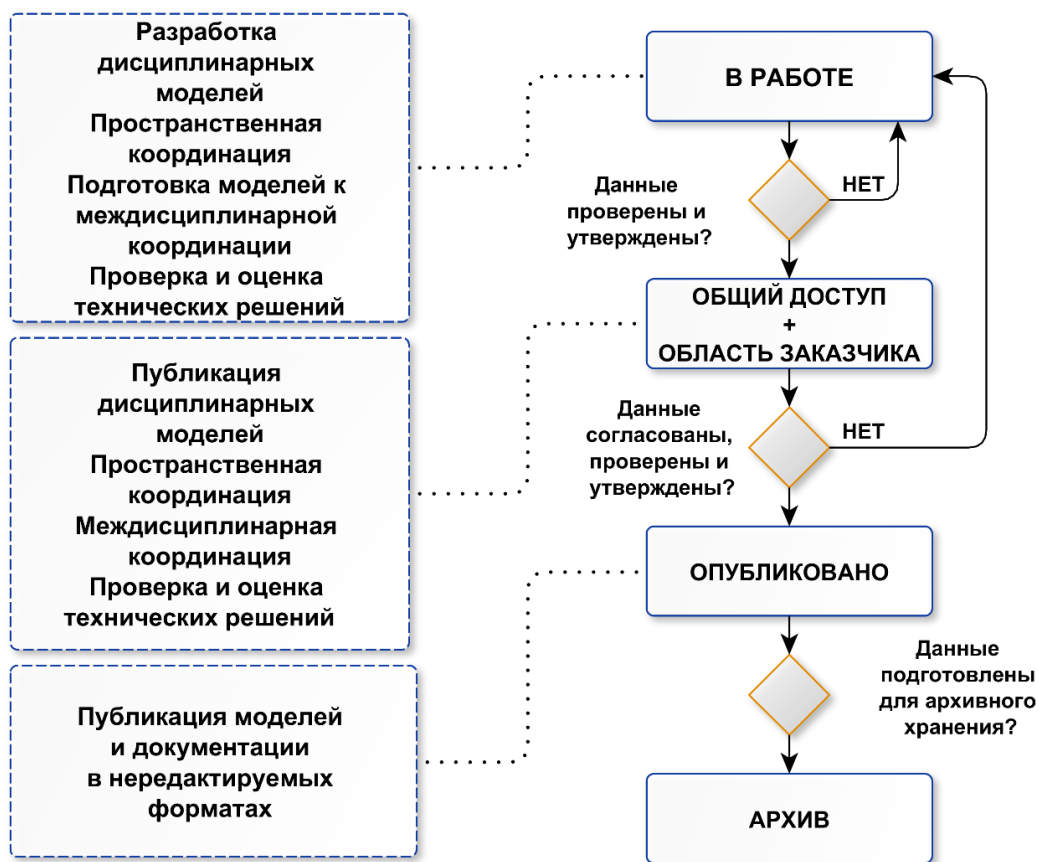 Разработка
дисциплинарных
моделей
Пространственная
координация
Подготовка моделей к
междисциплинарной
координации
Проверка и оценка
технических решений
В РАБОТЕ
Данные
проверены и
утверждены?
НЕТ
Публикация
дисциплинарных
моделей
Пространственная
координация
Междисциплинарная
координация
Проверка и оценка
технических решений
ОБЩИЙ ДОСТУП
+
ОБЛАСТЬ ЗАКАЗЧИКА
Данные
согласованы,
проверены и
утверждены?
НЕТ
Публикация моделей
и документации
в нередактируемых
форматах
ОПУБЛИКОВАНО
Данные
подготовлены
для архивного
хранения?
АРХИВ